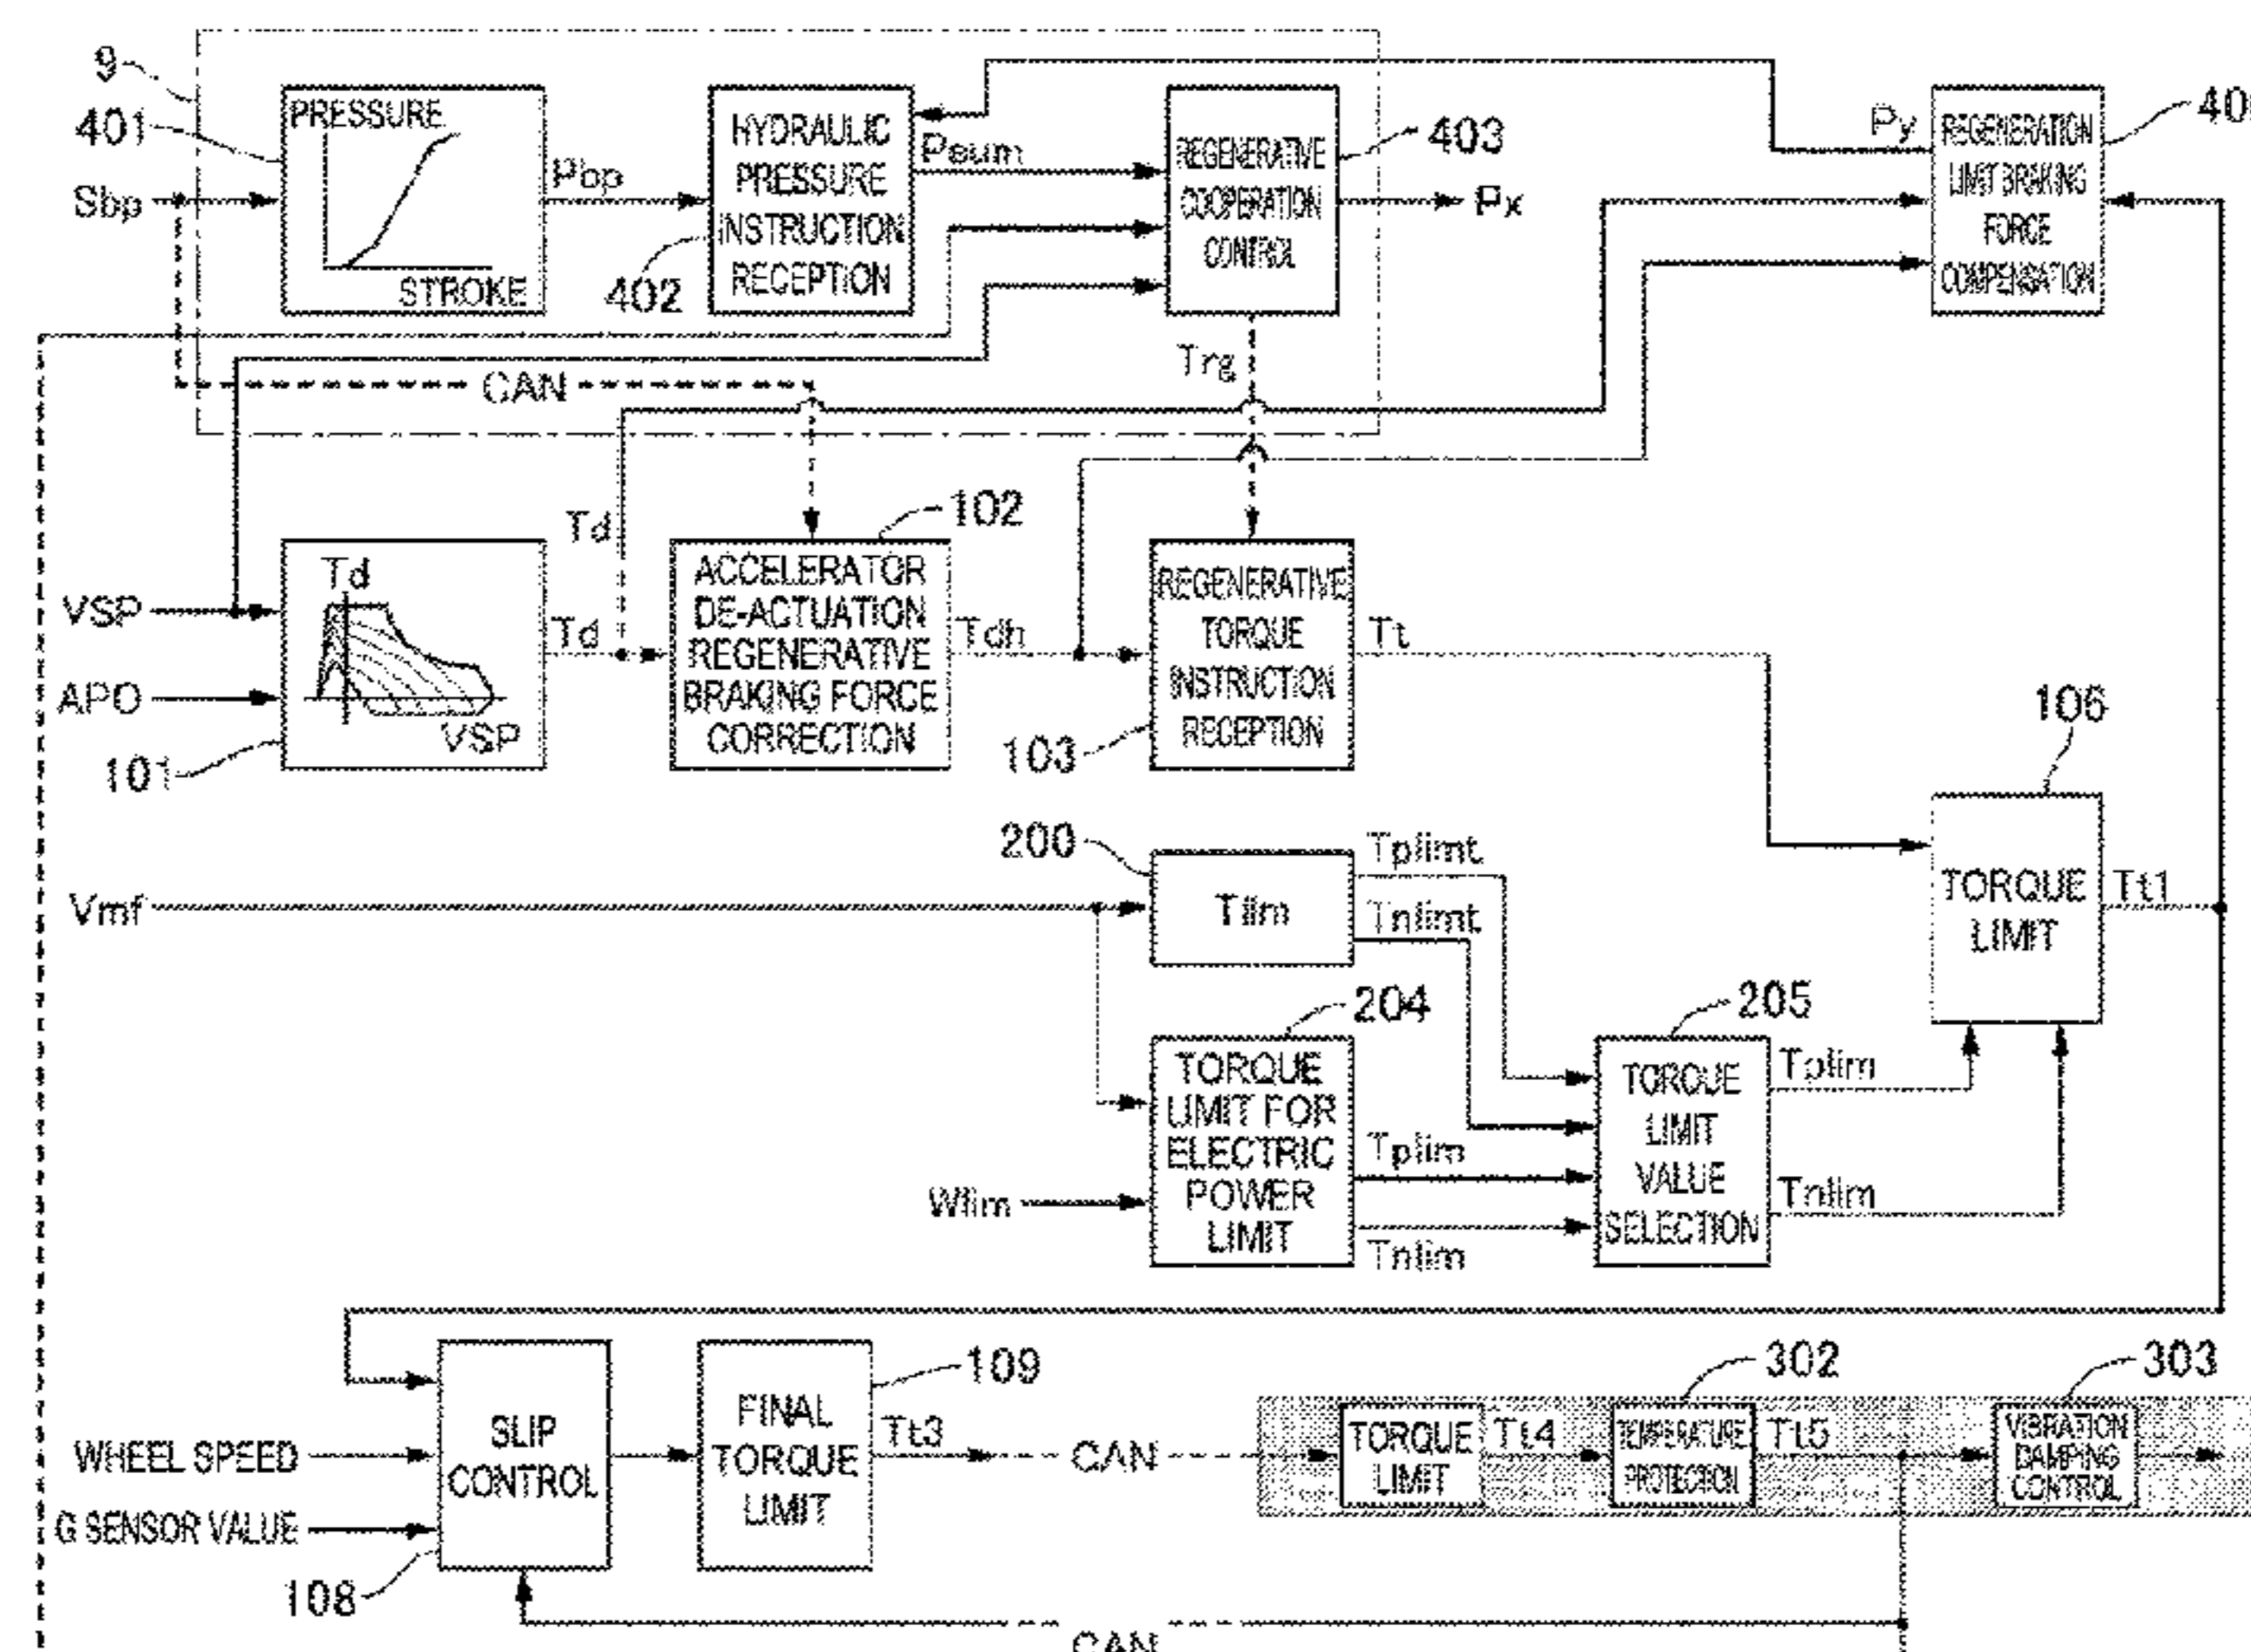 9
401
PRESSURE
STROKE
Sbp
Pbp
HYDRAULIC
PRESSURE
INSTRUCTION
RECEPTION
402
Psum
REGENERATIVE
COOPERATION
CONTROL
403
Px
Py
REGENERATION
LIMIT BRAKING
FORCE
COMPENSATION
CAN
Trg
Td
102
VSP
APO
Td
VSP
101
Td
ACCELERATOR
DE-ACTUATION
REGENERATIVE
BRAKING FORCE
CORRECTION
Tdh
REGENERATIVE
TORQUE
INSTRUCTION
RECEPTION
103
Tt
106
TORQUE
LIMIT
Tt1
200
Vmf
Tlim
Tplimt
Tnlimt
204
TORQUE
LIMIT FOR
ELECTRIC
POWER
LIMIT
Wlim
Tplim
Tnlim
205
TORQUE
LIMIT
VALUE
SELECTION
Tplim
Tnlim
WHEEL SPEED
G SENSOR VALUE
SLIP
CONTROL
108
FINAL
TORQUE
LIMIT
109
Tt3
CAN
TORQUE
LIMIT
Tt4
302
TEMPERATURE
PROTECTION
Tt5
303
VIBRATION
DAMPING
CONTROL
CAN